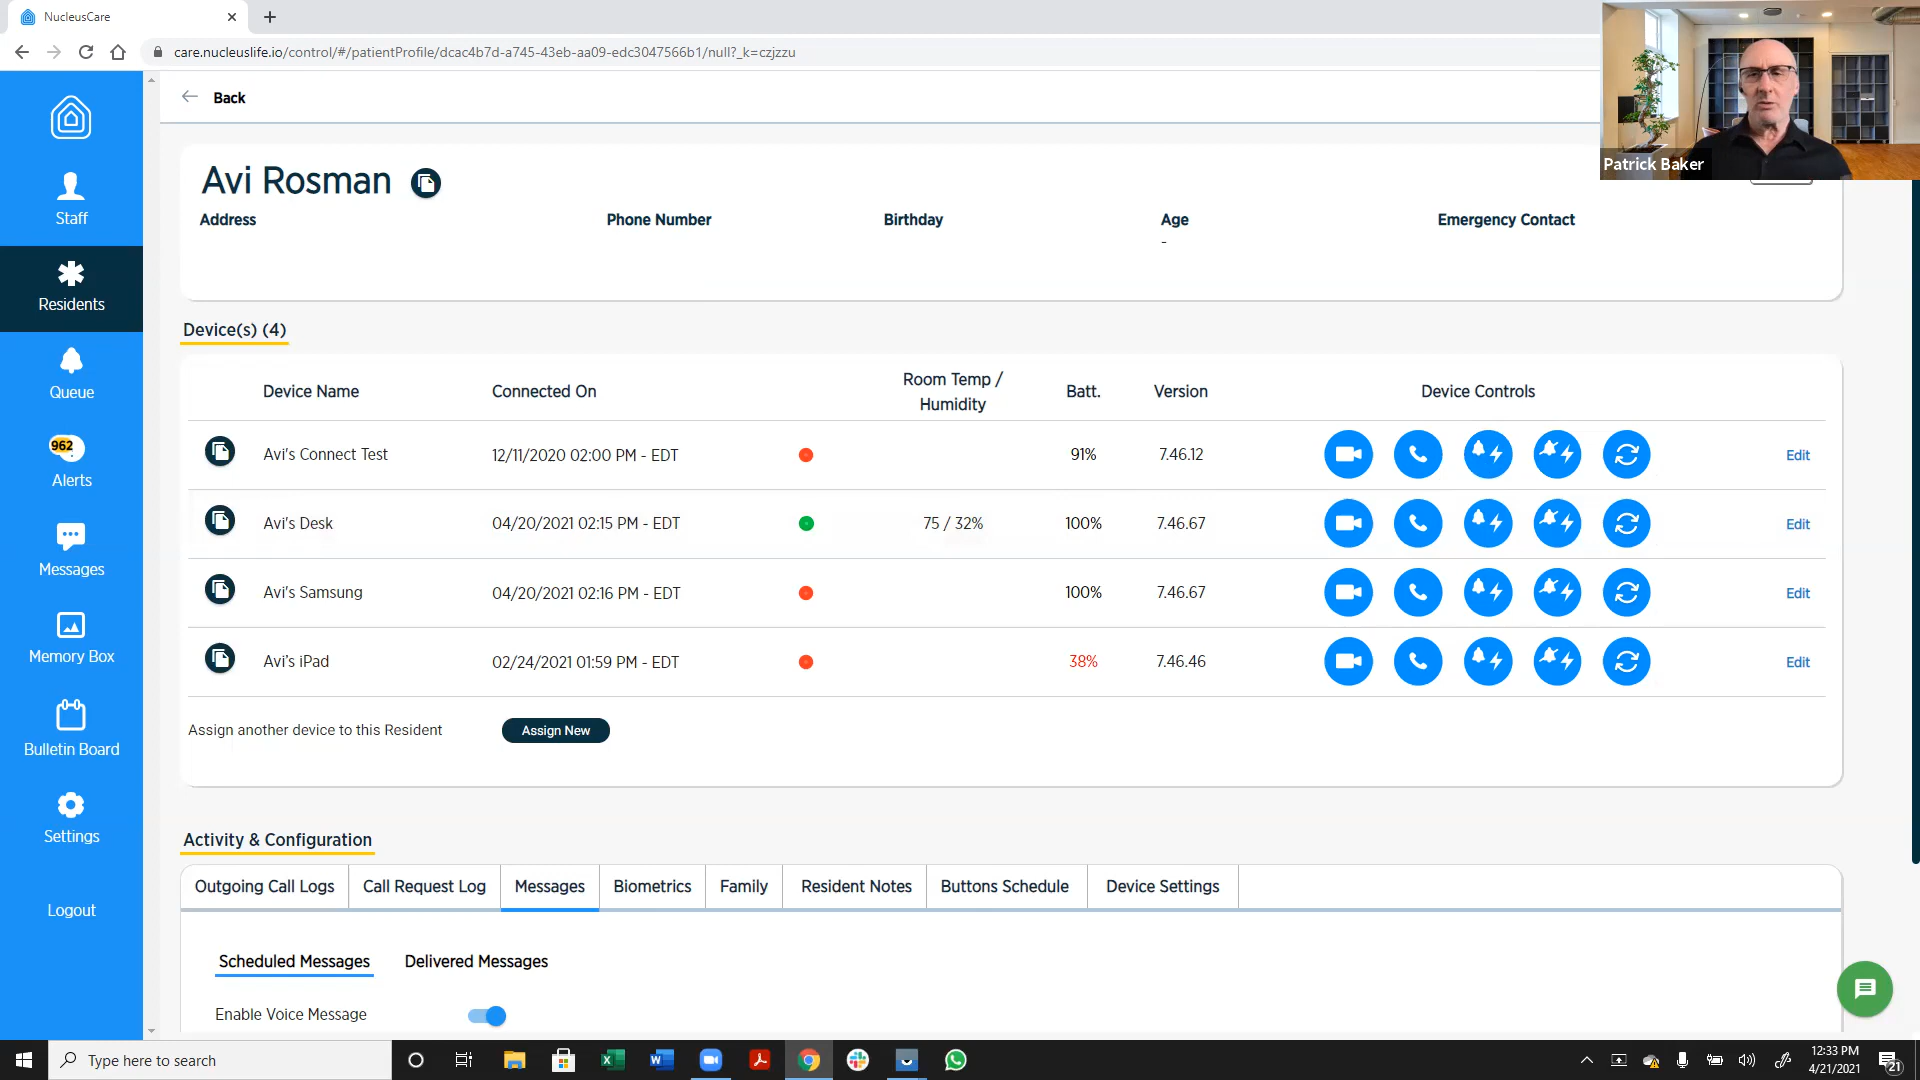 NucleusCare
care.nucleuslife.io/control/#/patientProfile/dcac4b7d-a745-43eb-aa09-edc3047566b1/null?_k=czjzzu
Patrick Baker
Back
Staff
Residents
Queue
962
Alerts
Messages
Memory Box
Bulletin Board
Settings
Logout
Avi Rosman
Address Phone Number Birthday Age Emergency Contact
-
Device(s) (4)
Device Name Connected On Room Temp / Humidity Batt. Version Device Controls
Avi's Connect Test 12/11/2020 02:00 PM - EDT 91% 7.46.12 Edit
Avi's Desk 04/20/2021 02:15 PM - EDT 75 / 32% 100% 7.46.67 Edit
Avi's Samsung 04/20/2021 02:16 PM - EDT 100% 7.46.67 Edit
Avi’s iPad 02/24/2021 01:59 PM - EDT 38% 7.46.46 Edit
Assign another device to this Resident Assign New
Activity & Configuration
Outgoing Call Logs Call Request Log Messages Biometrics Family Resident Notes Buttons Schedule Device Settings
Scheduled Messages Delivered Messages
Enable Voice Message
Type here to search
12:33 PM
4/21/2021
21